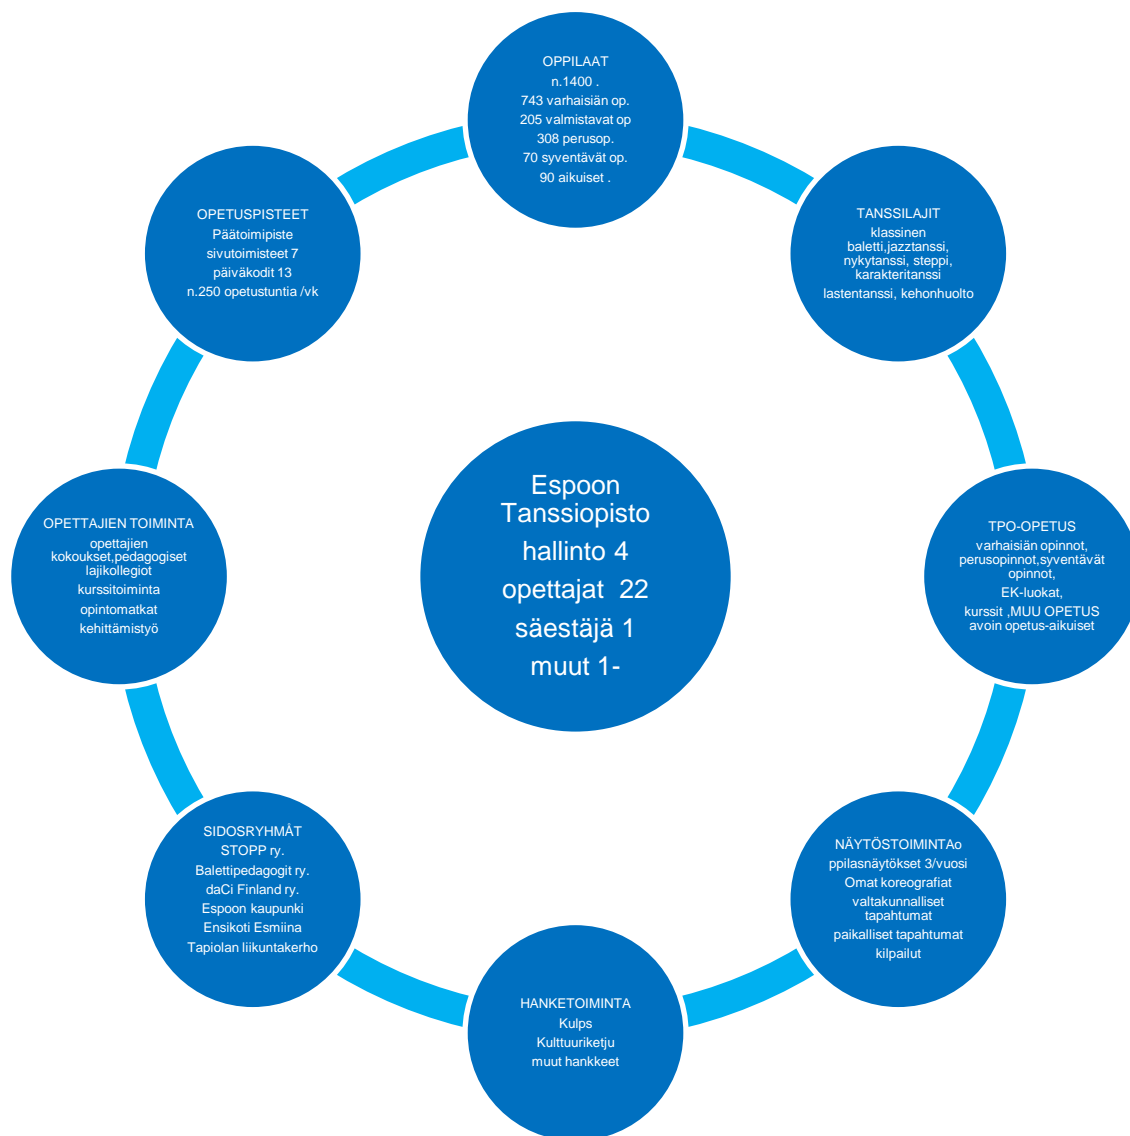 OPPILAAT
n.1400 .
743 varhaisiän op.
205 valmistavat op
308 perusop.
70 syventävät op.
90 aikuiset .
TANSSILAJIT
klassinen
baletti,jazztanssi,
nykytanssi, steppi,
karakteritanssi
lastentanssi, kehonhuolto
TPO-OPETUS
varhaisiän opinnot,
perusopinnot,syventävät
opinnot,
EK-luokat,
kurssit ,MUU OPETUS
avoin opetus-aikuiset
NÄYTÖSTOIMINTAo
ppilasnäytökset 3/vuosi
Omat koreografiat
valtakunnalliset
tapahtumat
paikalliset tapahtumat
kilpailut
HANKETOIMINTA
Kulps
Kulttuuriketju
muut hankkeet
SIDOSRYHMÅT
STOPP ry.
Balettipedagogit ry.
daCi Finland ry.
Espoon kaupunki
Ensikoti Esmiina
Tapiolan liikuntakerho
OPETTAJIEN TOIMINTA
opettajien
kokoukset,pedagogiset
lajikollegiot
kurssitoiminta
opintomatkat
kehittämistyö
OPETUSPISTEET
Päätoimipiste
sivutoimisteet 7
päiväkodit 13
n.250 opetustuntia /vk
Espoon
Tanssiopisto
hallinto 4
opettajat  22
säestäjä 1
muut 1-